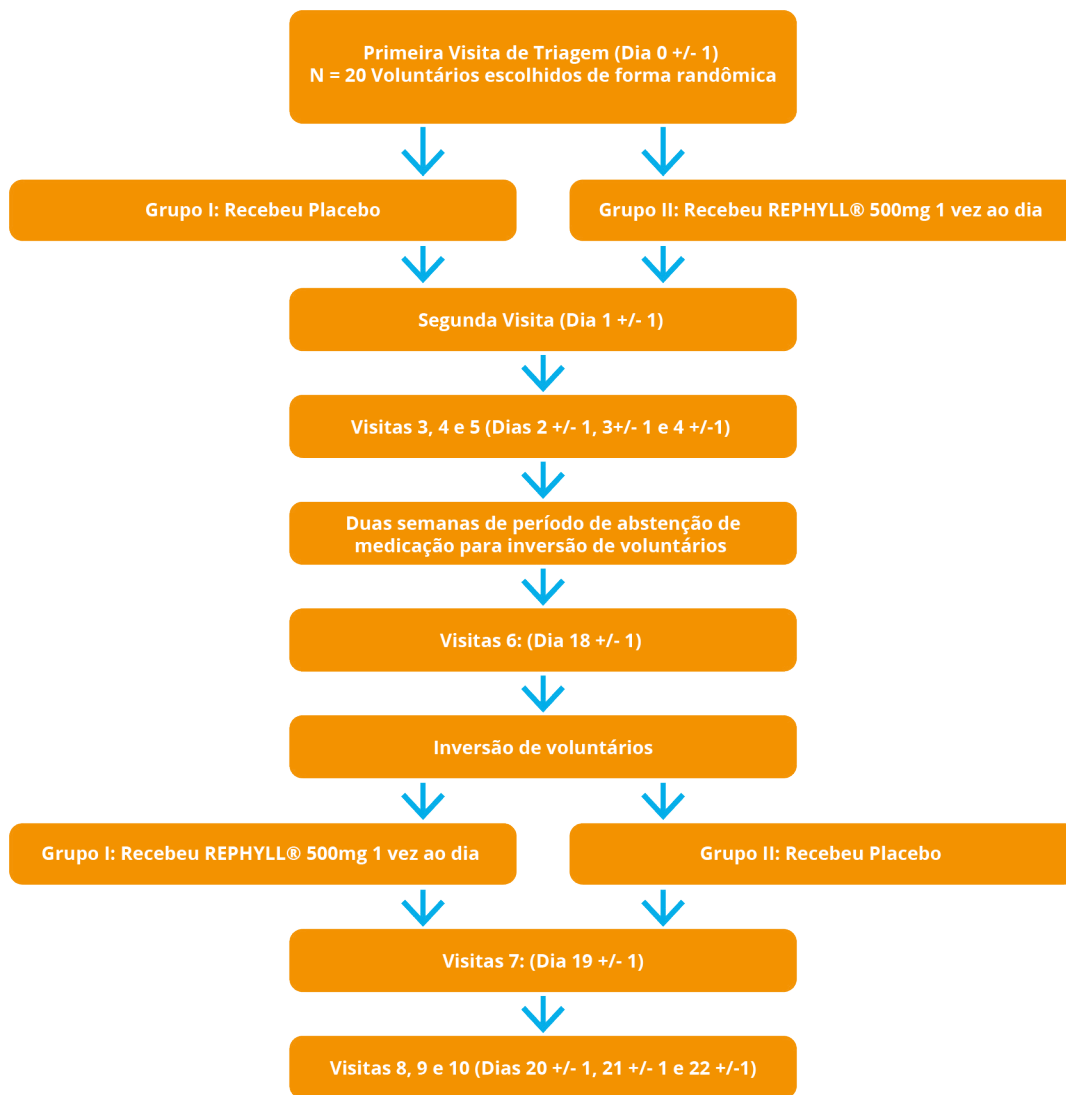 Primeira Visita de Triagem (Dia 0 +/- 1)
N = 20 Voluntários escolhidos de forma randômica
Grupo I: Recebeu Placebo
Grupo II: Recebeu REPHYLL® 500mg 1 vez ao dia
Segunda Visita (Dia 1 +/- 1)
Visitas 3, 4 e 5 (Dias 2 +/- 1, 3+/- 1 e 4 +/-1)
Duas semanas de período de abstenção de
medicação para inversão de voluntários
Visitas 6: (Dia 18 +/- 1)
Inversão de voluntários
Grupo I: Recebeu REPHYLL® 500mg 1 vez ao dia
Grupo II: Recebeu Placebo
Visitas 7: (Dia 19 +/- 1)
Visitas 8, 9 e 10 (Dias 20 +/- 1, 21 +/- 1 e 22 +/-1)